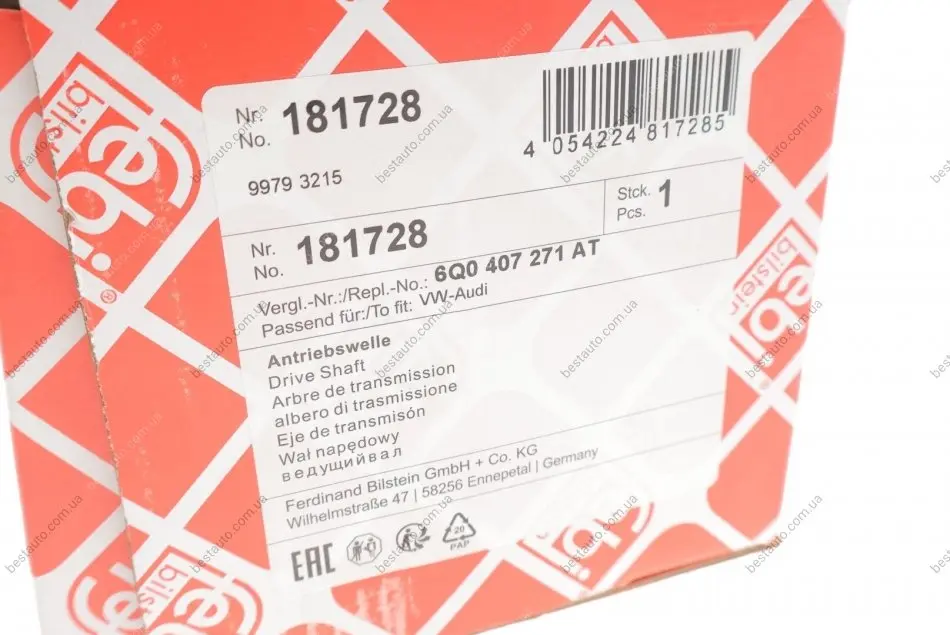 febi
bilstein
Nr.
No. 181728
4 054224 817285
9979 3215
Stck.
Pcs. 1
Nr.
No. 181728
Vergl.-Nr.:/Repl.-No.: 6Q0 407 271 AT
Passend für:/To fit: VW-Audi
Antriebswelle
Drive Shaft
Arbre de transmission
albero di trasmissione
Eje de transmisón
Wał napędowy
ведущийвал
Ferdinand Bilstein GmbH + Co. KG
Wilhelmstraße 47 | 58256 Ennepetal | Germany
EAC
20
PAP
febi
bilstein
®
bestauto.com.ua